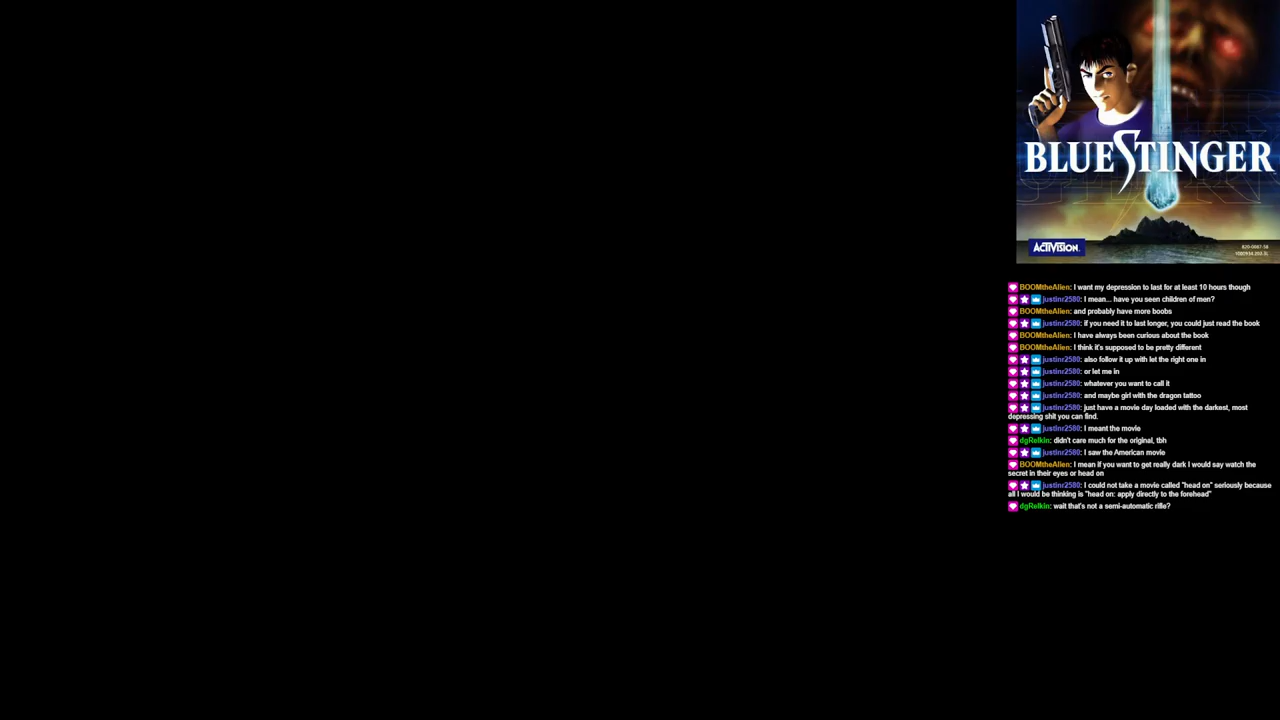 BLUESTINGER
ACTIVISION.
BOOMtheAlien: I want my depression to last for at least 10 hours though
justinr2580: I mean... have you seen children of men?
BOOMtheAlien: and probably have more boobs
justinr2580: if you need it to last longer, you could just read the book
BOOMtheAlien: I have always been curious about the book
BOOMtheAlien: I think it's supposed to be pretty different
justinr2580: also follow it up with let the right one in
justinr2580: or let me in
justinr2580: whatever you want to call it
justinr2580: and maybe girl with the dragon tattoo
justinr2580: just have a movie day loaded with the darkest, most
depressing shit you can find.
justinr2580: I meant the movie
dgRelkin: didn't care much for the original, tbh
justinr2580: I saw the American movie
BOOMtheAlien: I mean if you want to get really dark I would say watch the
secret in their eyes or head on
justinr2580: I could not take a movie called "head on" seriously because
all I would be thinking is "head on: apply directly to the forehead"
dgRelkin: wait that's not a semi-automatic rifle?